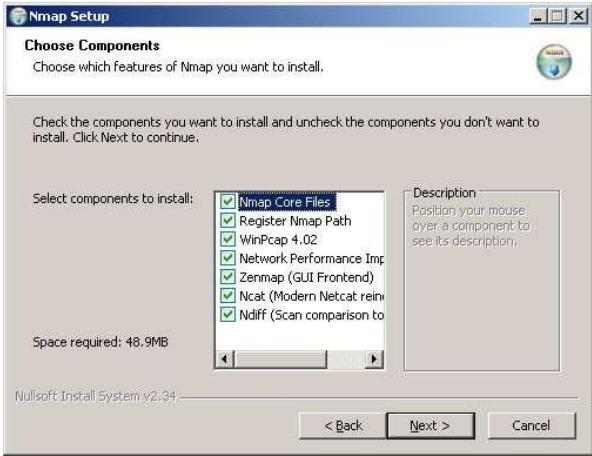 Nmap Setup
Choose Components
Choose which features of Nmap you want to install.
Check the components you want to install and uncheck the components you don't want to
install. Click Next to continue.
Select components to install:
Nmap Core Files
Register Nmap Path
WinPcap 4.02
Network Performance Imp
Zenmap (GUI Frontend)
Ncat (Modern Netcat rein
Ndiff (Scan comparison to
Description
Position your mouse
over a component to
see its description.
Space required: 48.9MB
Nullsoft Install System v2.34
< Back
Next >
Cancel